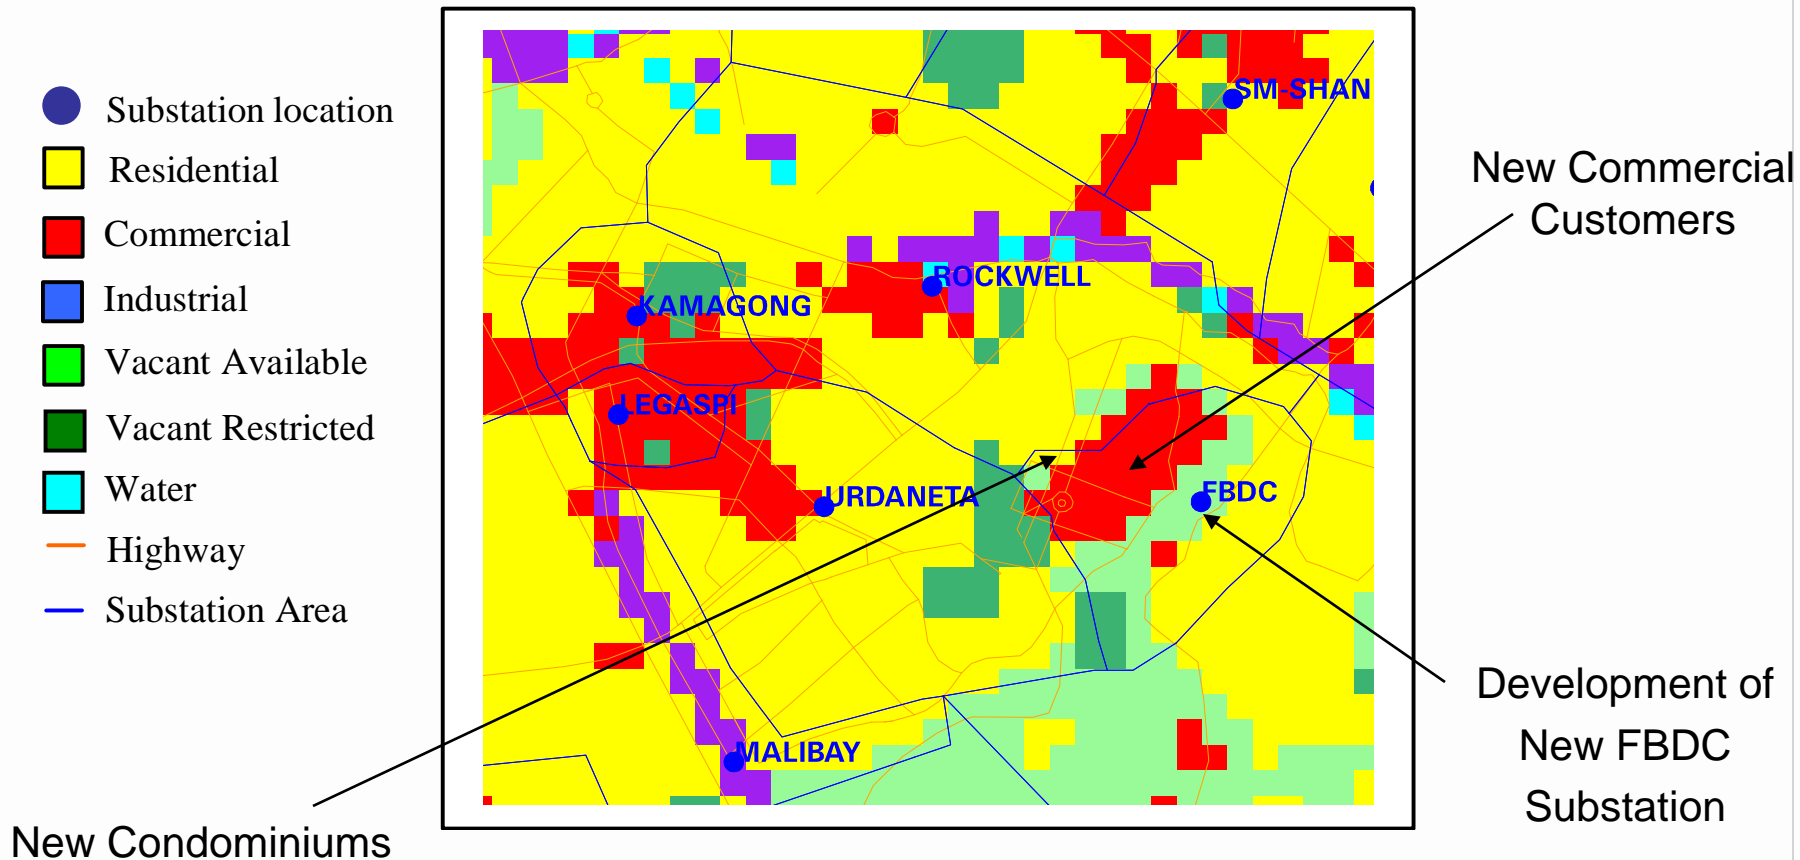 Substation location
Residential
Commercial
Industrial
Vacant Available
Vacant Restricted
Water
Highway
Substation Area
SM-SHAN
ROCKWELL
KAMAGONG
LEGASPI
URDANETA
FBDC
MALIBAY
New Commercial
Customers
Development of
New FBDC
Substation
New Condominiums